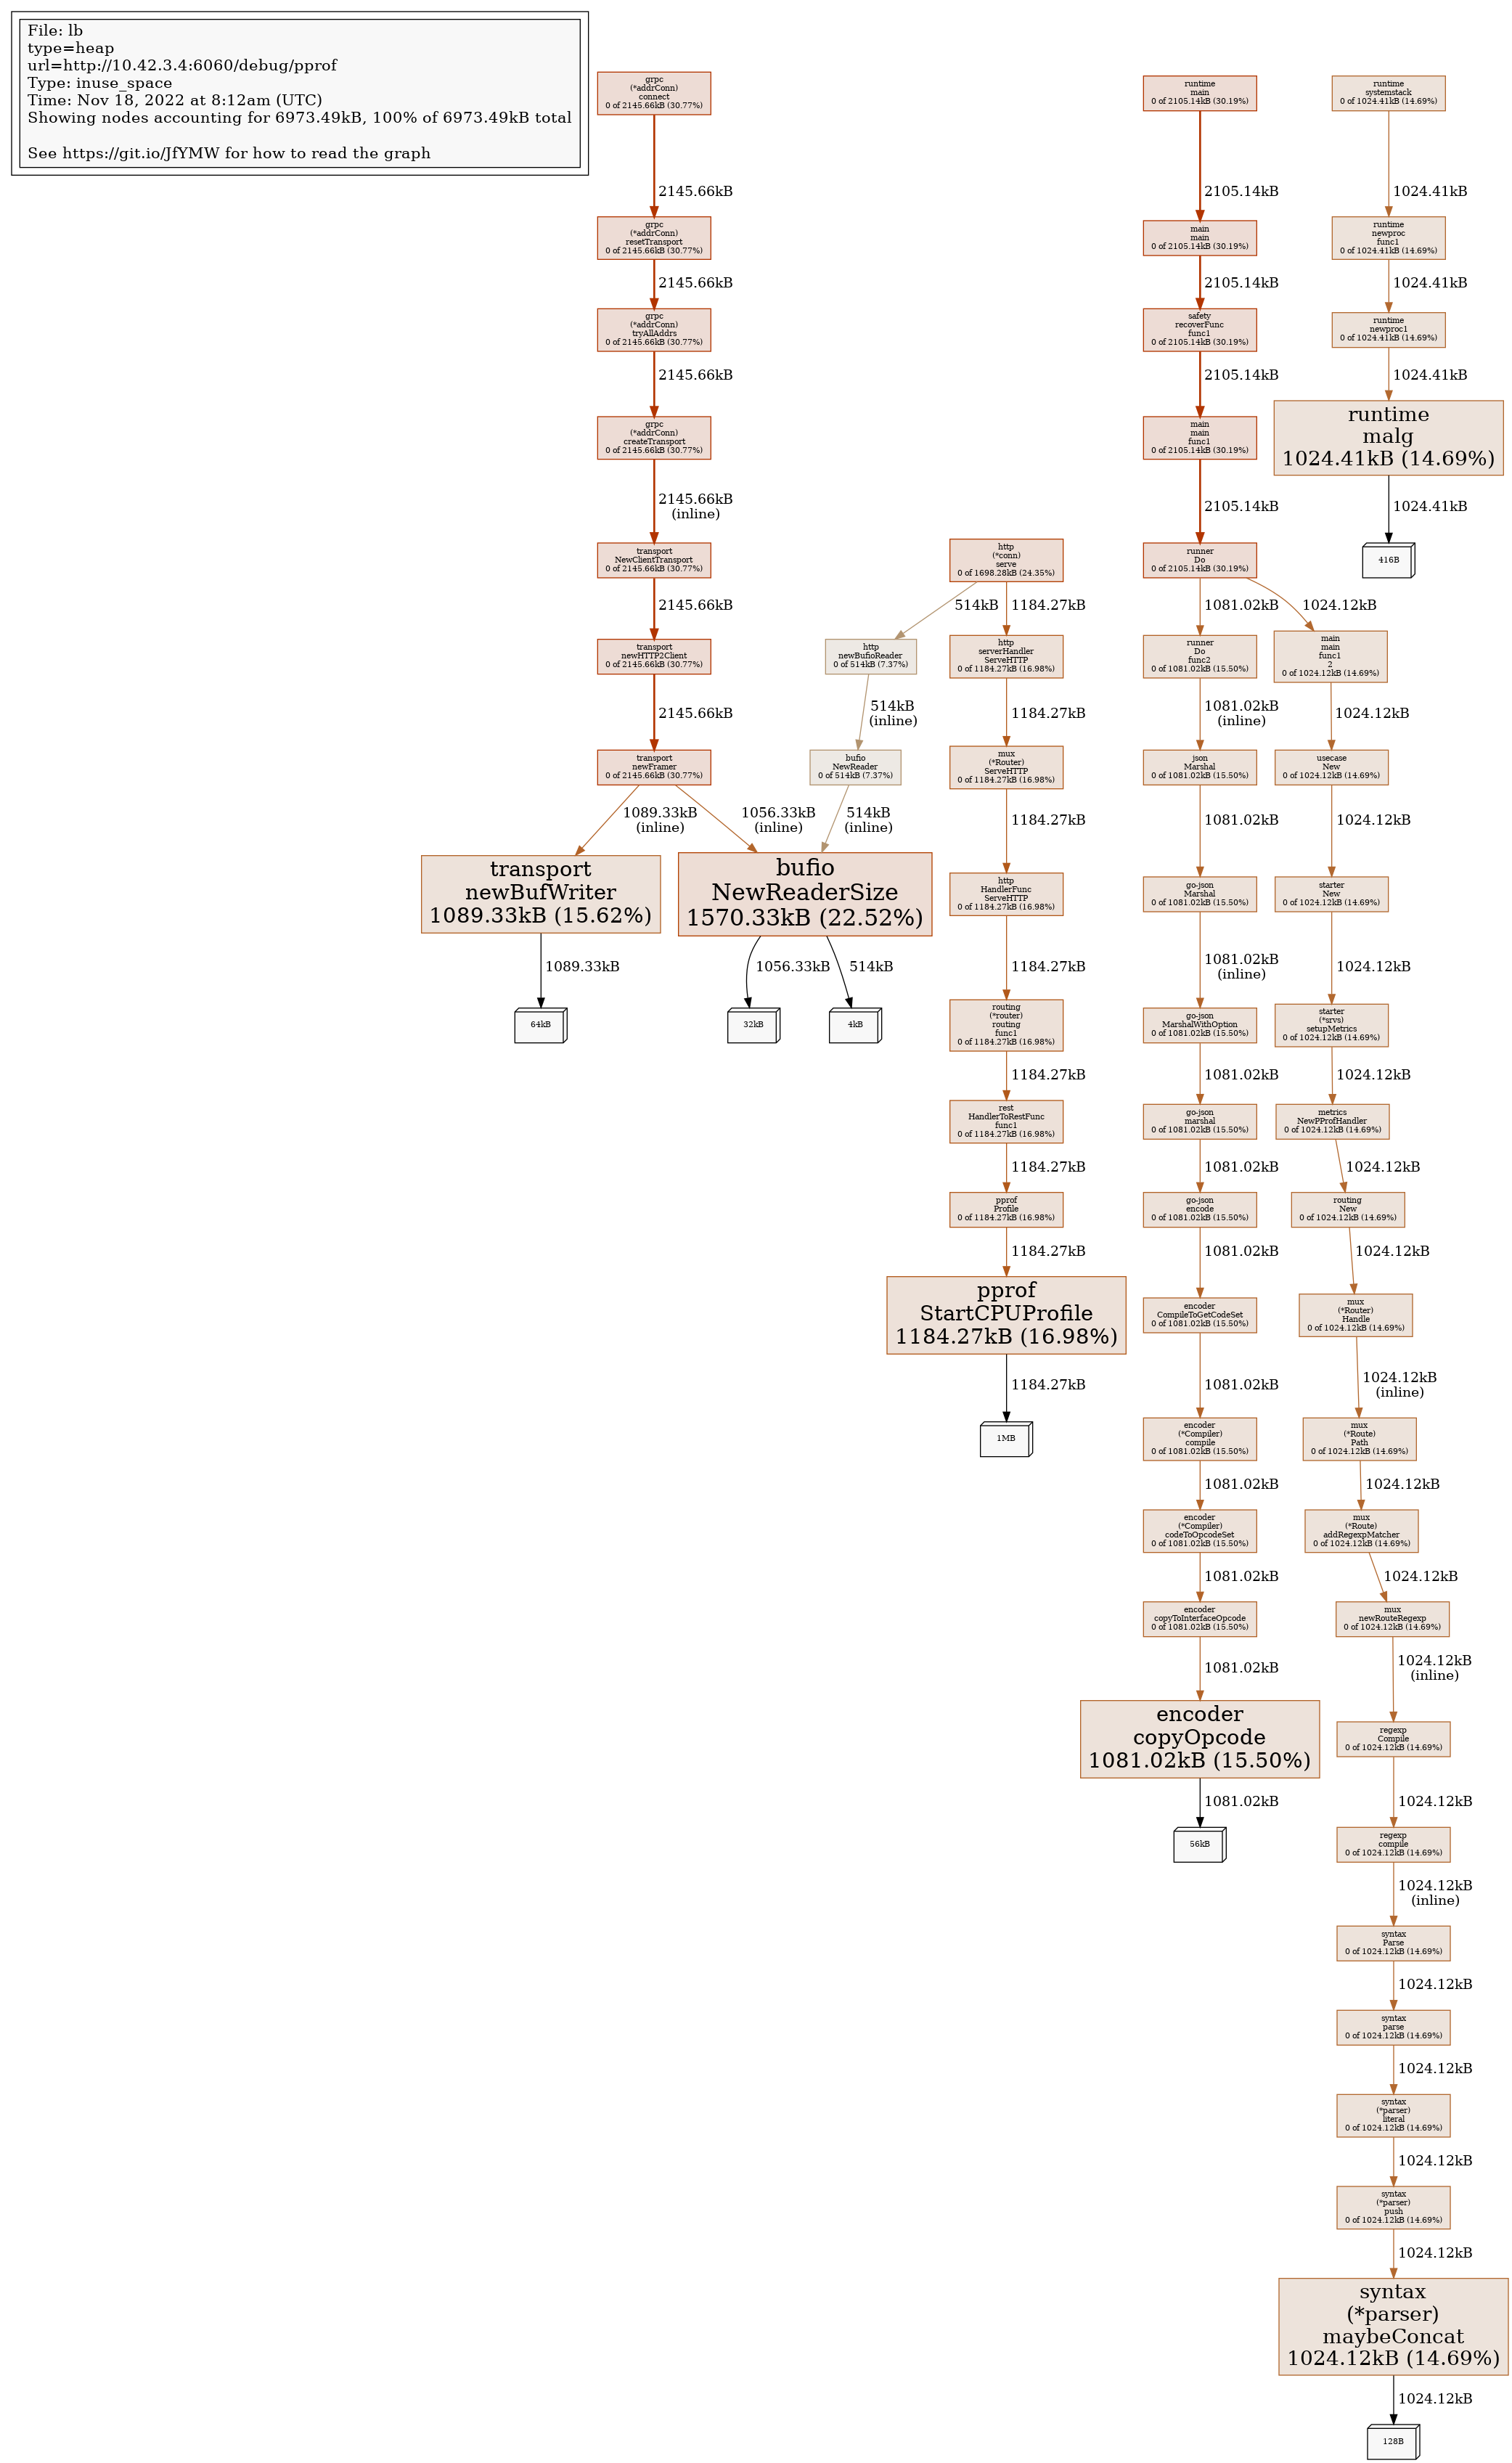 File: lb
type=heap
url=http://10.42.3.4:6060/debug/pprof
Type: inuse_space
Time: Nov 18, 2022 at 8:12am (UTC)
Showing nodes accounting for 6973.49kB, 100% of 6973.49kB total
See https://git.io/JfYMW for how to read the graph
grpc
(*addrConn)
connect
0 of 2145.66kB (30.77%)
2145.66kB
grpc
(*addrConn)
resetTransport
0 of 2145.66kB (30.77%)
2145.66kB
grpc
(*addrConn)
tryAllAddrs
0 of 2145.66kB (30.77%)
2145.66kB
grpc
(*addrConn)
createTransport
0 of 2145.66kB (30.77%)
2145.66kB
(inline)
transport
NewClientTransport
0 of 2145.66kB (30.77%)
2145.66kB
transport
newHTTP2Client
0 of 2145.66kB (30.77%)
2145.66kB
transport
newFramer
0 of 2145.66kB (30.77%)
1089.33kB
(inline)
1056.33kB
(inline)
transport
newBufWriter
1089.33kB (15.62%)
1089.33kB
64kB
http
(*conn)
serve
0 of 1698.28kB (24.35%)
514kB
1184.27kB
http
newBufioReader
0 of 514kB (7.37%)
514kB
(inline)
bufio
NewReader
0 of 514kB (7.37%)
514kB
(inline)
bufio
NewReaderSize
1570.33kB (22.52%)
1056.33kB
514kB
32kB
4kB
http
serverHandler
ServeHTTP
0 of 1184.27kB (16.98%)
1184.27kB
mux
(*Router)
ServeHTTP
0 of 1184.27kB (16.98%)
1184.27kB
http
HandlerFunc
ServeHTTP
0 of 1184.27kB (16.98%)
1184.27kB
routing
(*router)
routing
func1
0 of 1184.27kB (16.98%)
1184.27kB
rest
HandlerToRestFunc
func1
0 of 1184.27kB (16.98%)
1184.27kB
pprof
Profile
0 of 1184.27kB (16.98%)
1184.27kB
pprof
StartCPUProfile
1184.27kB (16.98%)
1184.27kB
1MB
runtime
main
0 of 2105.14kB (30.19%)
2105.14kB
main
main
0 of 2105.14kB (30.19%)
2105.14kB
safety
recoverFunc
func1
0 of 2105.14kB (30.19%)
2105.14kB
main
main
func1
0 of 2105.14kB (30.19%)
2105.14kB
runner
Do
0 of 2105.14kB (30.19%)
1081.02kB
1024.12kB
runner
Do
func2
0 of 1081.02kB (15.50%)
1081.02kB
(inline)
json
Marshal
0 of 1081.02kB (15.50%)
1081.02kB
go-json
Marshal
0 of 1081.02kB (15.50%)
1081.02kB
(inline)
go-json
MarshalWithOption
0 of 1081.02kB (15.50%)
1081.02kB
go-json
marshal
0 of 1081.02kB (15.50%)
1081.02kB
go-json
encode
0 of 1081.02kB (15.50%)
1081.02kB
encoder
CompileToGetCodeSet
0 of 1081.02kB (15.50%)
1081.02kB
encoder
(*Compiler)
compile
0 of 1081.02kB (15.50%)
1081.02kB
encoder
(*Compiler)
codeToOpcodeSet
0 of 1081.02kB (15.50%)
1081.02kB
encoder
copyToInterfaceOpcode
0 of 1081.02kB (15.50%)
1081.02kB
encoder
copyOpcode
1081.02kB (15.50%)
1081.02kB
56kB
runtime
systemstack
0 of 1024.41kB (14.69%)
1024.41kB
runtime
newproc
func1
0 of 1024.41kB (14.69%)
1024.41kB
runtime
newproc1
0 of 1024.41kB (14.69%)
1024.41kB
runtime
malg
1024.41kB (14.69%)
1024.41kB
416B
main
main
func1
2
0 of 1024.12kB (14.69%)
1024.12kB
usecase
New
0 of 1024.12kB (14.69%)
1024.12kB
starter
New
0 of 1024.12kB (14.69%)
1024.12kB
starter
(*srvs)
setupMetrics
0 of 1024.12kB (14.69%)
1024.12kB
metrics
NewPProfHandler
0 of 1024.12kB (14.69%)
1024.12kB
routing
New
0 of 1024.12kB (14.69%)
1024.12kB
mux
(*Router)
Handle
0 of 1024.12kB (14.69%)
1024.12kB
(inline)
mux
(*Route)
Path
0 of 1024.12kB (14.69%)
1024.12kB
mux
(*Route)
addRegexpMatcher
0 of 1024.12kB (14.69%)
1024.12kB
mux
newRouteRegexp
0 of 1024.12kB (14.69%)
1024.12kB
(inline)
regexp
Compile
0 of 1024.12kB (14.69%)
1024.12kB
regexp
compile
0 of 1024.12kB (14.69%)
1024.12kB
(inline)
syntax
Parse
0 of 1024.12kB (14.69%)
1024.12kB
syntax
parse
0 of 1024.12kB (14.69%)
1024.12kB
syntax
(*parser)
literal
0 of 1024.12kB (14.69%)
1024.12kB
syntax
(*parser)
push
0 of 1024.12kB (14.69%)
1024.12kB
syntax
(*parser)
maybeConcat
1024.12kB (14.69%)
1024.12kB
128B